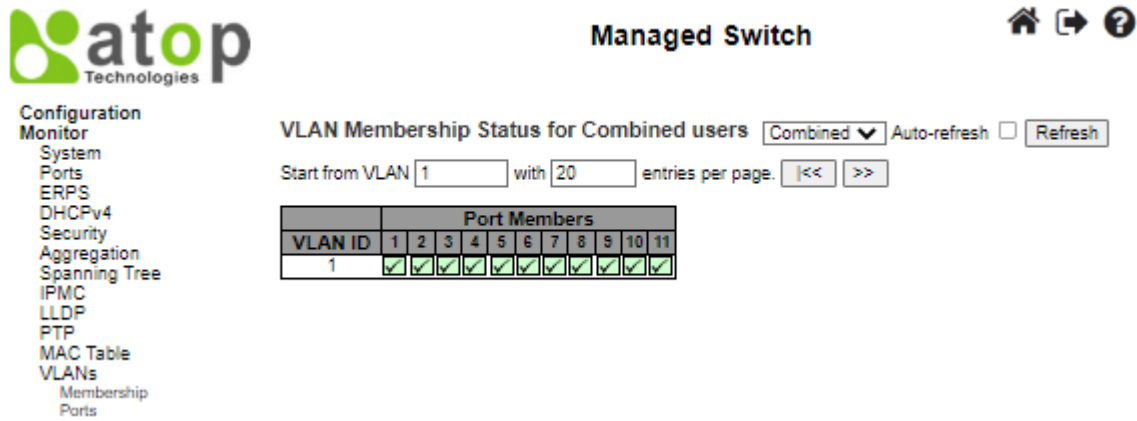 atop
Technologies
Managed Switch
Configuration
Monitor
System
Ports
ERPS
DHCPv4
Security
Aggregation
Spanning Tree
IPMC
LLDP
PTP
MAC Table
VLANs
Membership
Ports
VLAN Membership Status for Combined users Combined Auto-refresh Refresh
Start from VLAN 1 with 20 entries per page. |<< >>
Port Members
VLAN ID 1 2 3 4 5 6 7 8 9 10 11
1